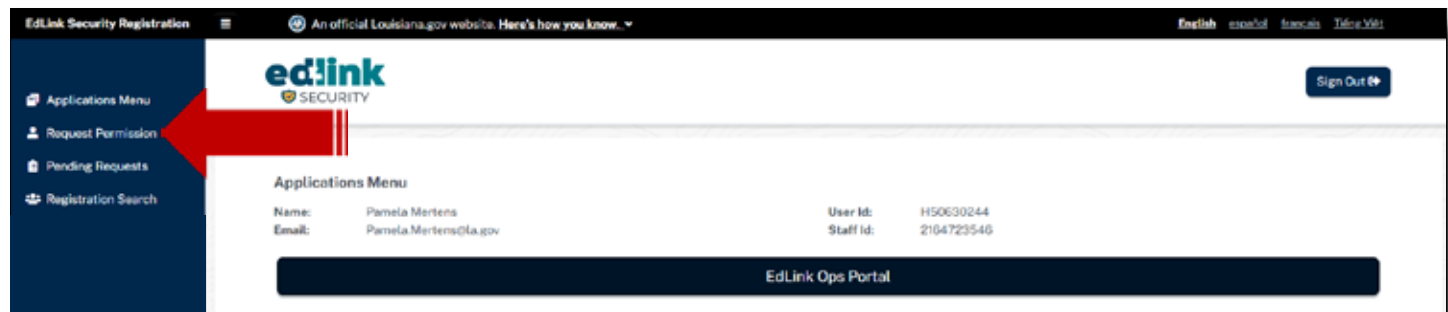 EdLink Security Registration An official Louisiana.gov website. Here's how you know. English español français Tiếng Việt
ed:link
SECURITY
Sign Out
Applications Menu
Request Permission
Pending Requests
Registration Search
Applications Menu
Name: Pamela Mertens User Id: H50630244
Email: Pamela.Mertens@la.gov Staff Id: 2164723546
EdLink Ops Portal